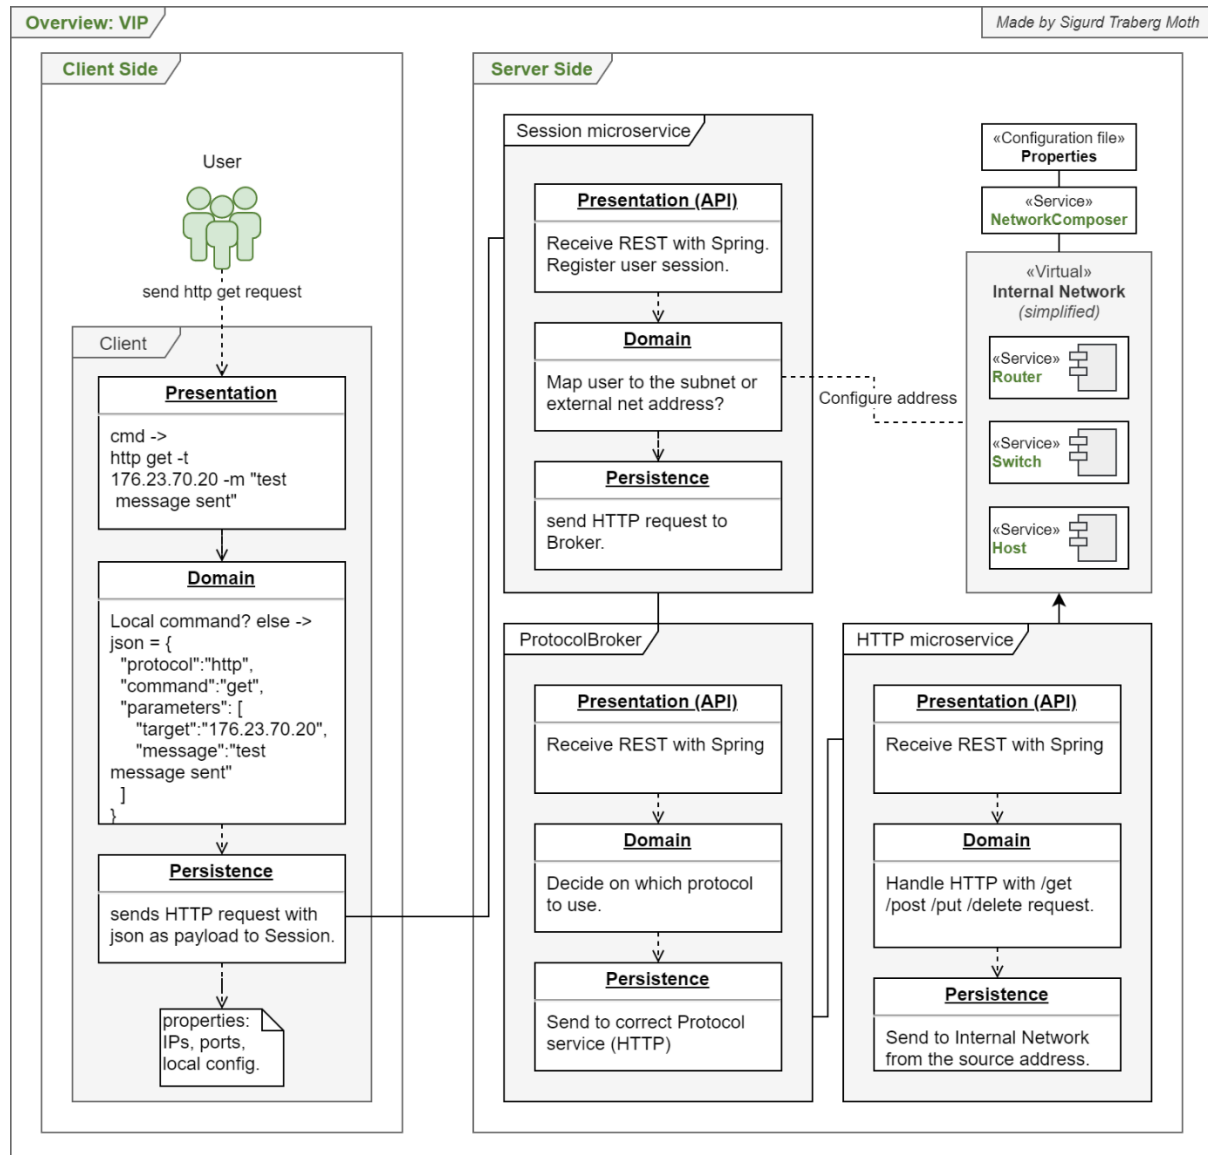 Overview: VIP
Made by Sigurd Traberg Moth
Client Side
User
send http get request
Client
Presentation
cmd ->
http get -t
176.23.70.20 -m "test
message sent"
Domain
Local command? else ->
json = {
"protocol":"http",
"command":"get",
"parameters": [
"target":"176.23.70.20",
"message":"test
message sent"
]
}
Persistence
sends HTTP request with
json as payload to Session.
properties:
IPs, ports,
local config.
Server Side
Session microservice
Presentation (API)
Receive REST with Spring.
Register user session.
Domain
Map user to the subnet or
external net address?
Persistence
send HTTP request to
Broker.
Configure address
«Configuration file»
Properties
«Service»
NetworkComposer
«Virtual»
Internal Network
(simplified)
«Service»
Router
«Service»
Switch
«Service»
Host
ProtocolBroker
Presentation (API)
Receive REST with Spring
Domain
Decide on which protocol
to use.
Persistence
Send to correct Protocol
service (HTTP)
HTTP microservice
Presentation (API)
Receive REST with Spring
Domain
Handle HTTP with /get
/post /put /delete request.
Persistence
Send to Internal Network
from the source address.